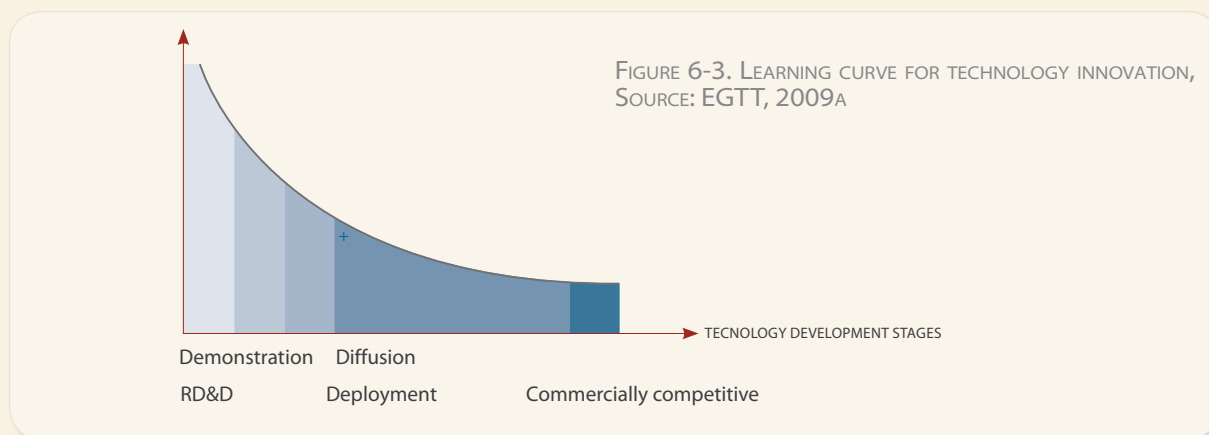 FIGURE 6-3. LEARNING CURVE FOR TECHNOLOGY INNOVATION,
SOURCE: EGTT, 2009A
+
TECNOLOGY DEVELOPMENT STAGES
Demonstration Diffusion
RD&D Deployment Commercially competitive